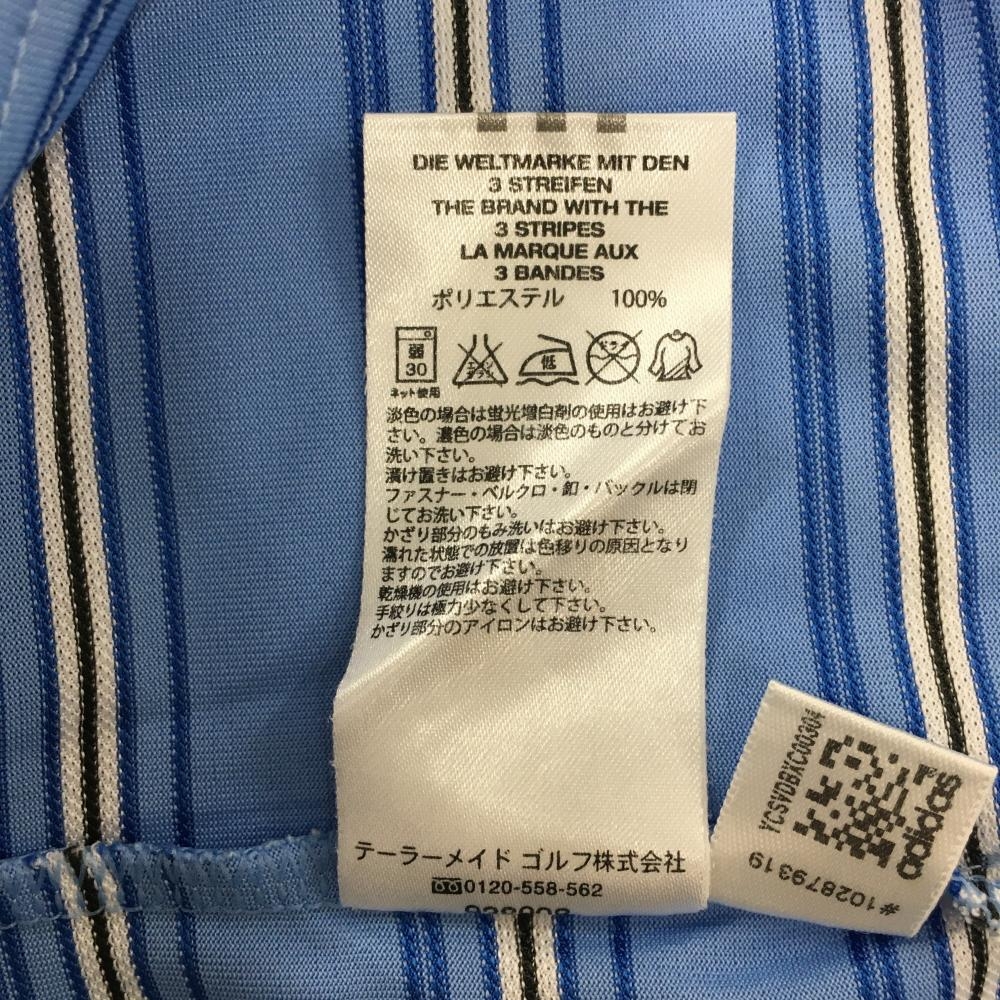 DIE WELTMARKE MIT DEN
3 STREIFEN
THE BRAND WITH THE
3 STRIPES
LA MARQUE AUX
3 BANDES
ポリエステル 100%
弱
30
ネット使用
低
ドライ
淡色の場合は蛍光増白剤の使用はお避け下
さい。濃色の場合は淡色のものと分けてお
洗い下さい。
漬け置きはお避け下さい。
ファスナー・ベルクロ・釦・バックルは閉
じてお洗い下さい。
かざり部分のもみ洗いはお避け下さい。
濡れた状態での放置は色移りの原因となり
ますのでお避け下さい。
乾燥機の使用はお避け下さい。
手絞りは極力少なくして下さい。
かざり部分のアイロンはお避け下さい。
テーラーメイド ゴルフ株式会社
0120-558-562
YCSVDBXC00304
adidas
#102879319